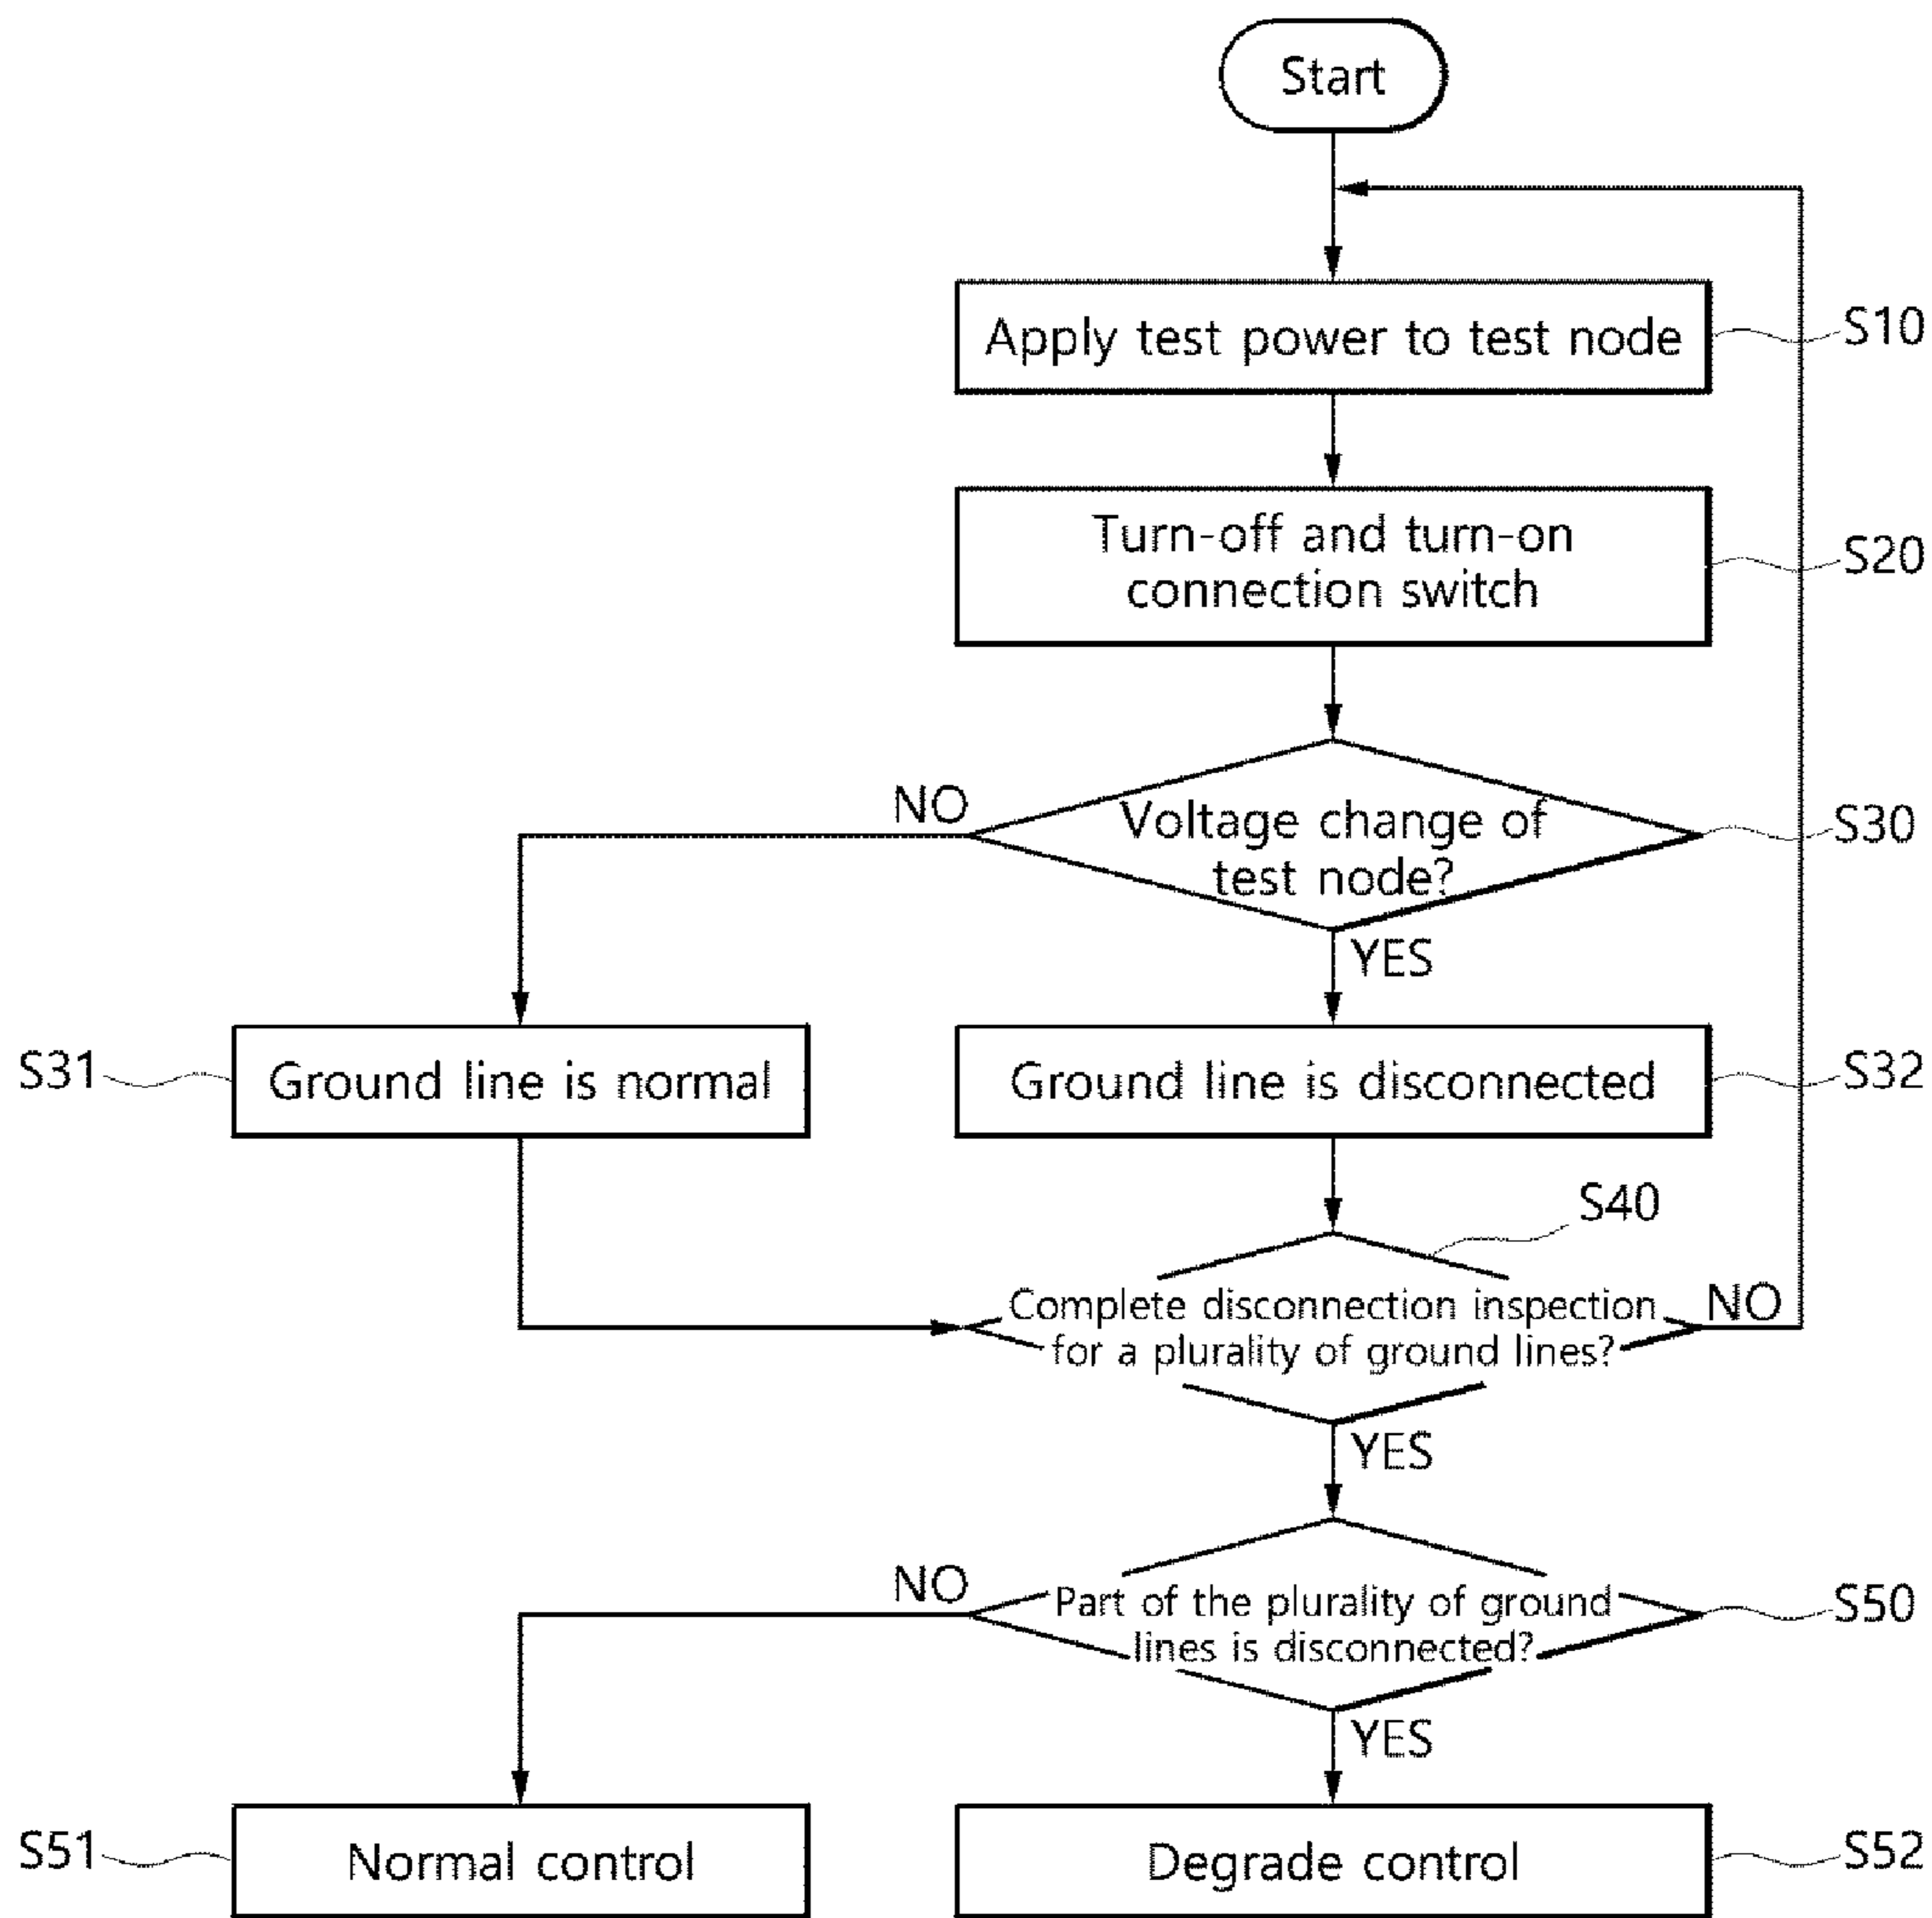 Start
Apply test power to test node
S10
Turn-off and turn-on
connection switch
S20
NO
Voltage change of
test node?
S30
YES
S31
Ground line is normal
Ground line is disconnected
S32
S40
Complete disconnection inspection
for a plurality of ground lines?
NO
YES
NO
Part of the plurality of ground
lines is disconnected?
S50
YES
S51
Normal control
Degrade control
S52